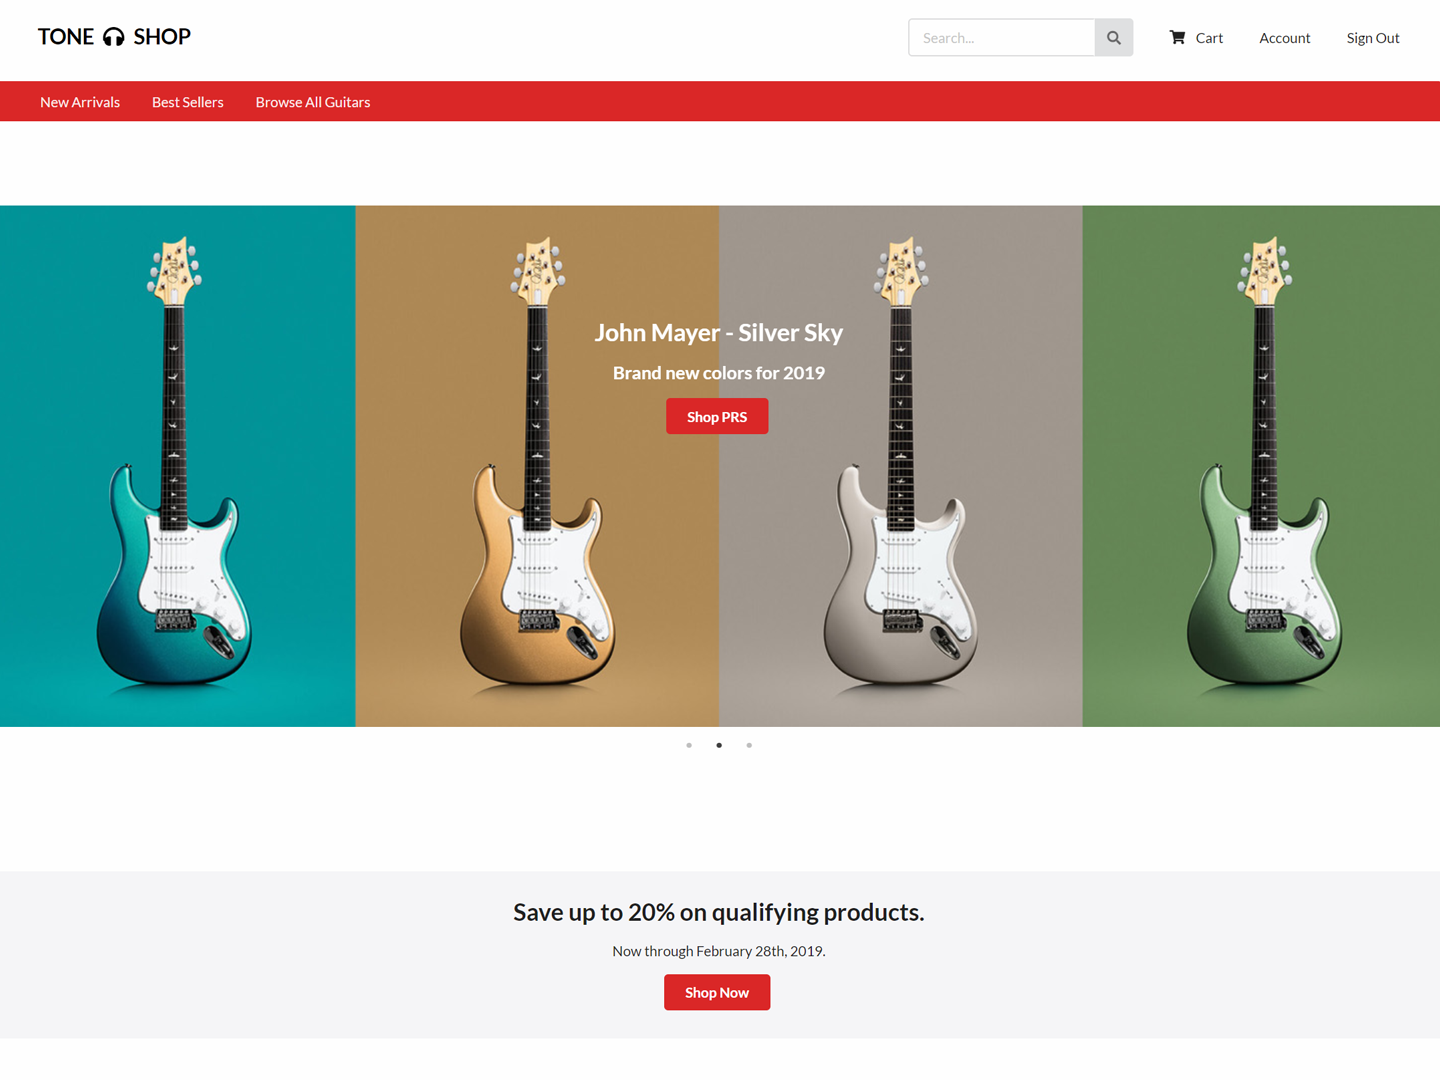 TONE SHOP
Search...
Cart
Account
Sign Out
New Arrivals
Best Sellers
Browse All Guitars
John Mayer - Silver Sky
Brand new colors for 2019
Shop PRS
Save up to 20% on qualifying products.
Now through February 28th, 2019.
Shop Now